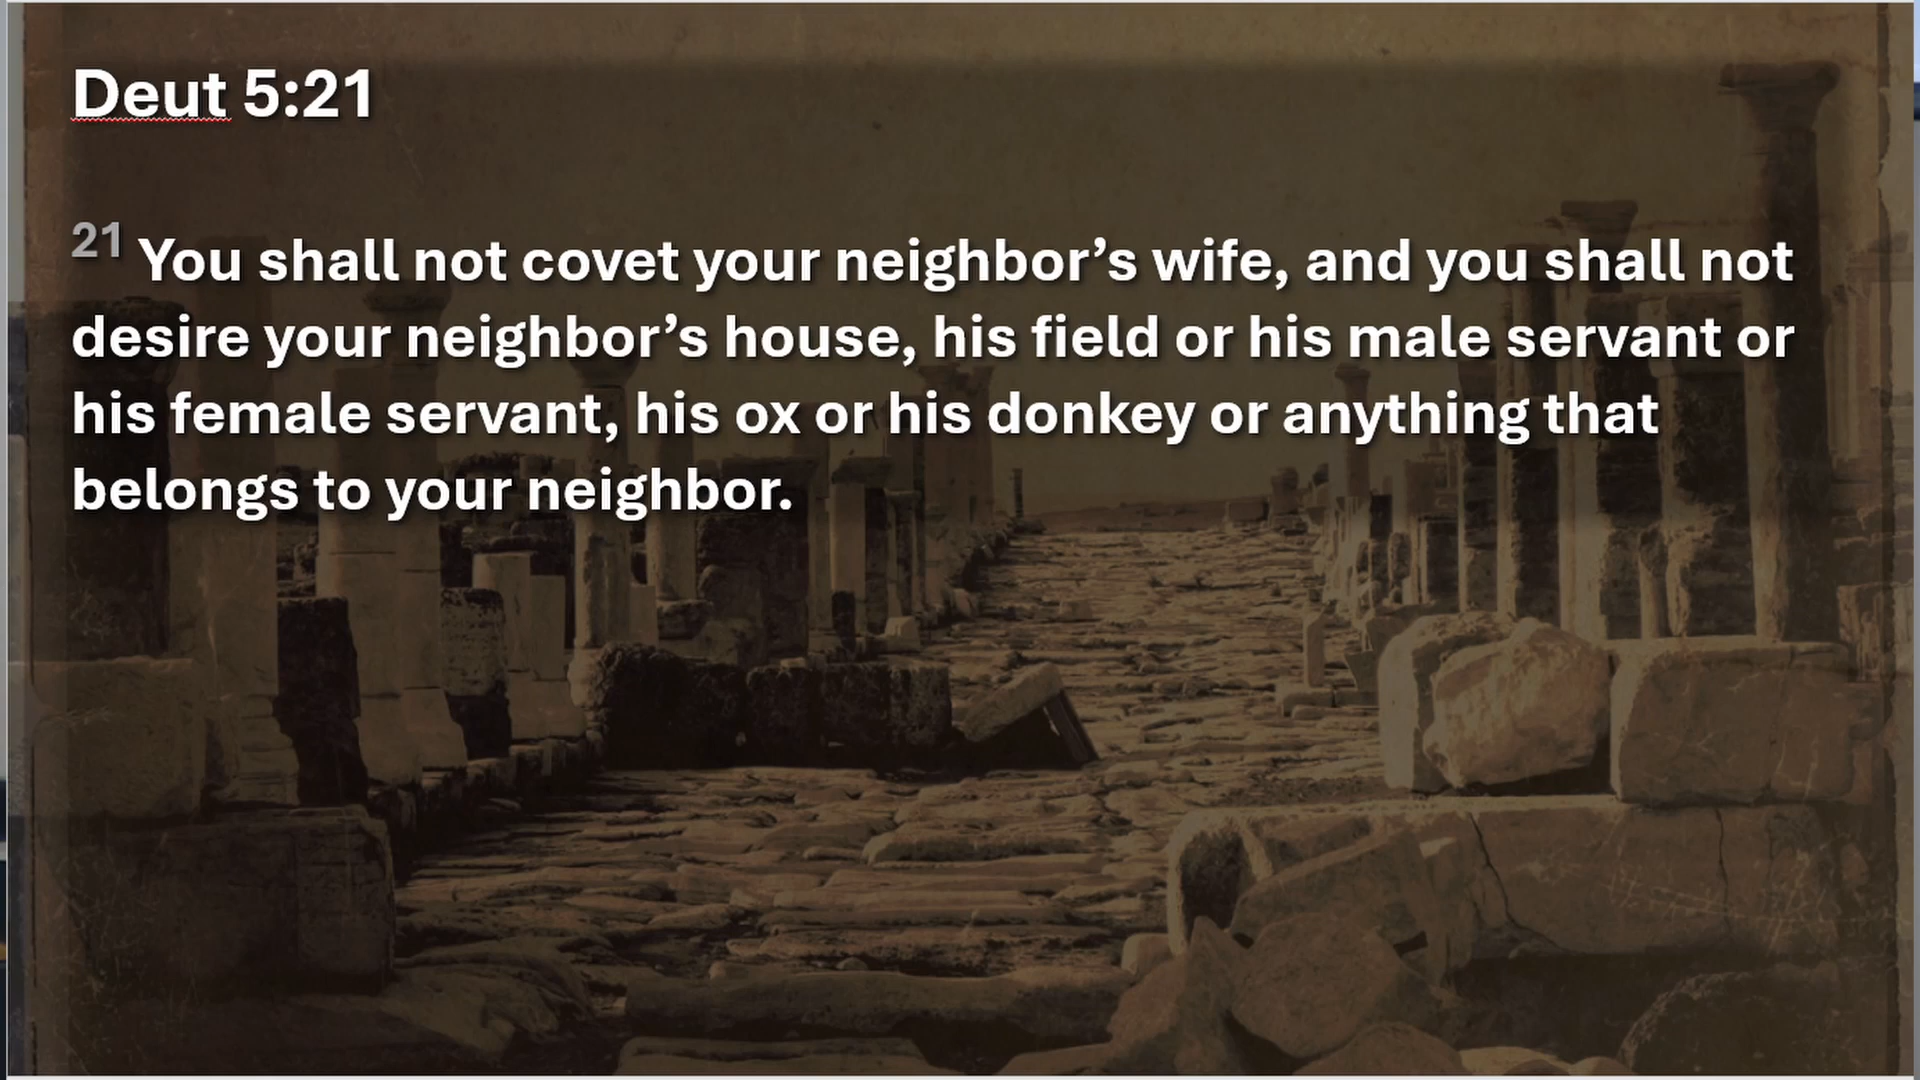 Deut 5:21
21 You shall not covet your neighbor’s wife, and you shall not
desire your neighbor’s house, his field or his male servant or
his female servant, his ox or his donkey or anything that
belongs to your neighbor.